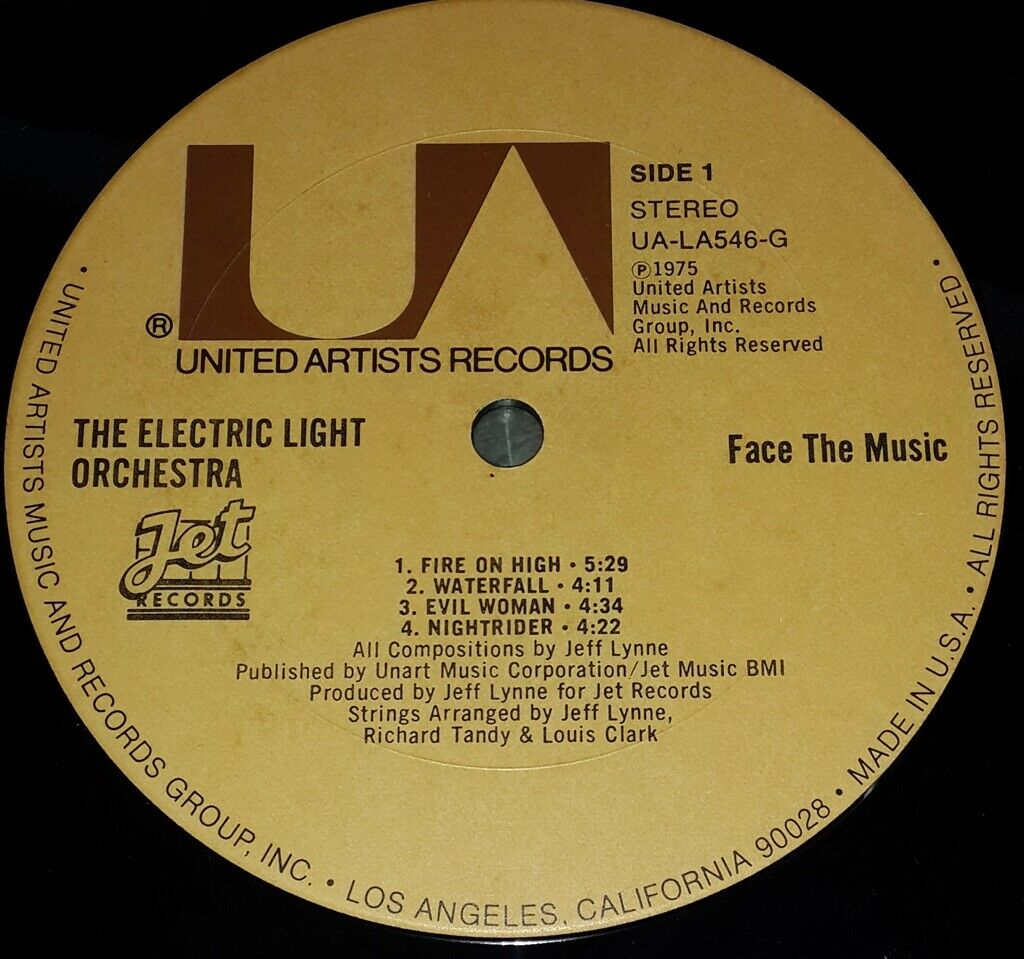 UA
®
UNITED ARTISTS RECORDS
SIDE 1
STEREO
UA-LA546-G
Ⓟ1975
United Artists
Music And Records
Group, Inc.
All Rights Reserved
THE ELECTRIC LIGHT
ORCHESTRA
Jet
RECORDS
Face The Music
1. FIRE ON HIGH • 5:29
2. WATERFALL • 4:11
3. EVIL WOMAN • 4:34
4. NIGHTRIDER • 4:22
All Compositions by Jeff Lynne
Published by Unart Music Corporation/Jet Music BMI
Produced by Jeff Lynne for Jet Records
Strings Arranged by Jeff Lynne,
Richard Tandy & Louis Clark
• UNITED ARTISTS MUSIC AND RECORDS GROUP, INC. • LOS ANGELES, CALIFORNIA 90028 • MADE IN U.S.A. • ALL RIGHTS RESERVED •